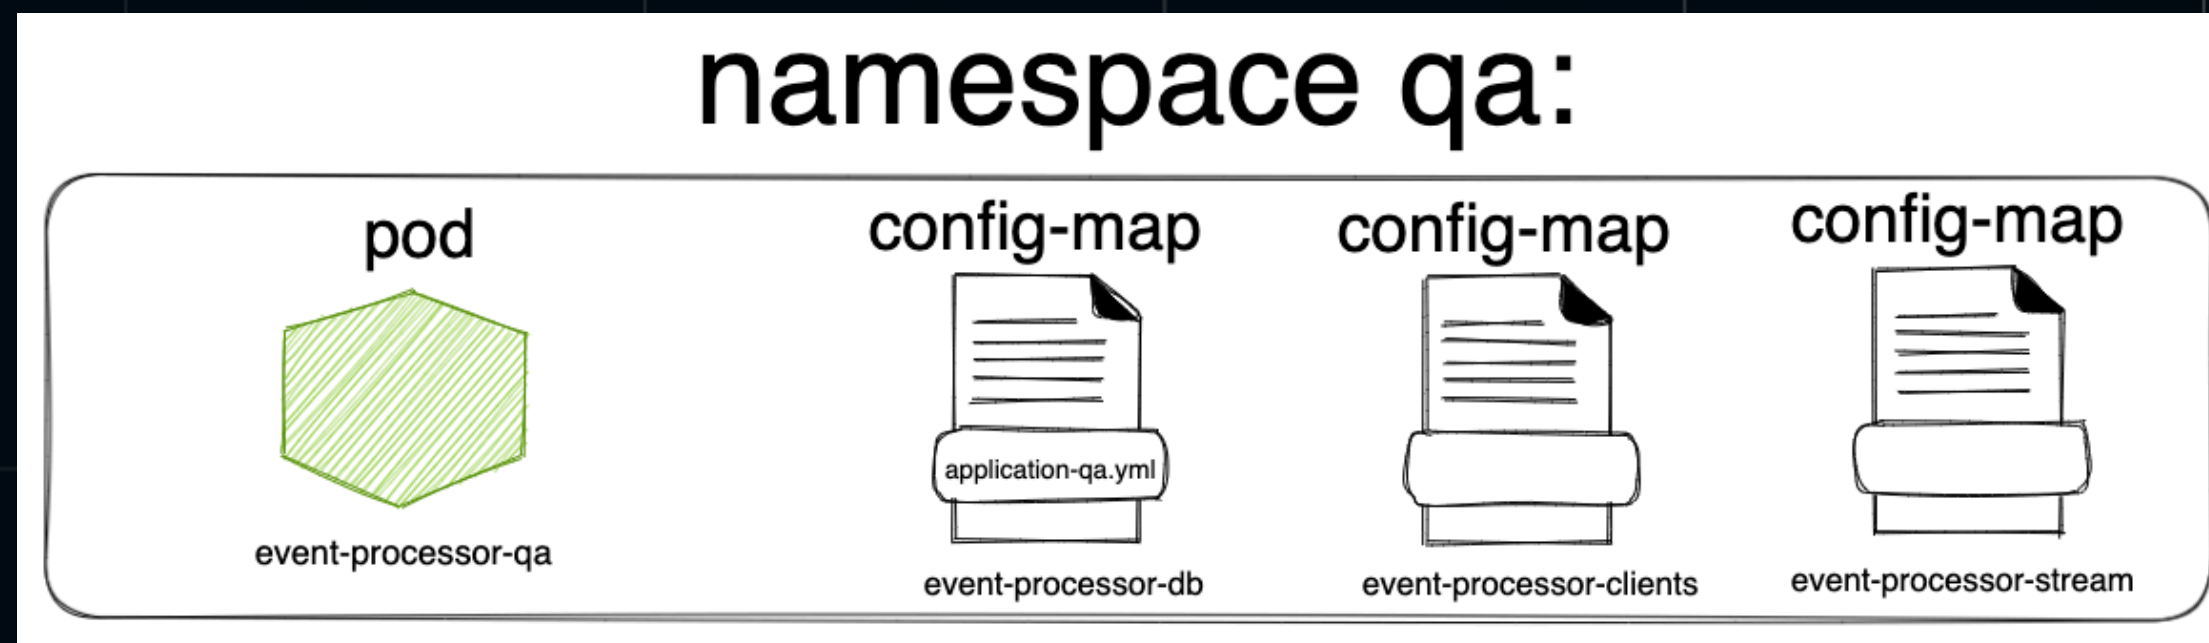 namespace qa:
pod
config-map
config-map
config-map
application-qa.yml
event-processor-qa
event-processor-db
event-processor-clients
event-processor-stream